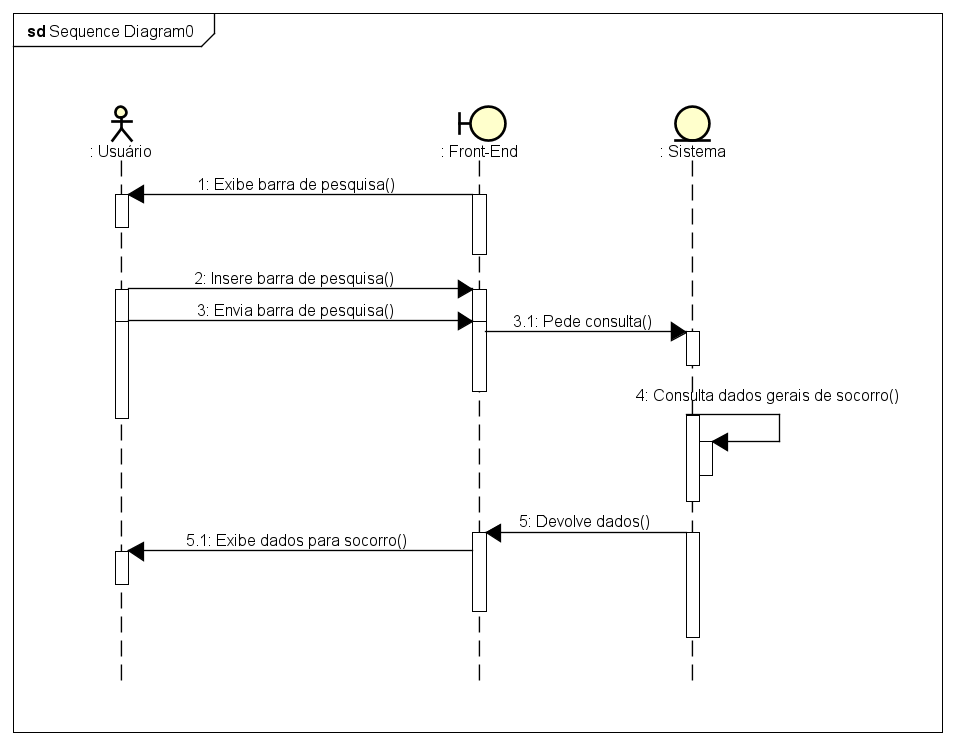 sd Sequence Diagram0
: Usuário
: Front-End
: Sistema
1: Exibe barra de pesquisa()
2: Insere barra de pesquisa()
3: Envia barra de pesquisa()
3.1: Pede consulta()
4: Consulta dados gerais de socorro()
5: Devolve dados()
5.1: Exibe dados para socorro()